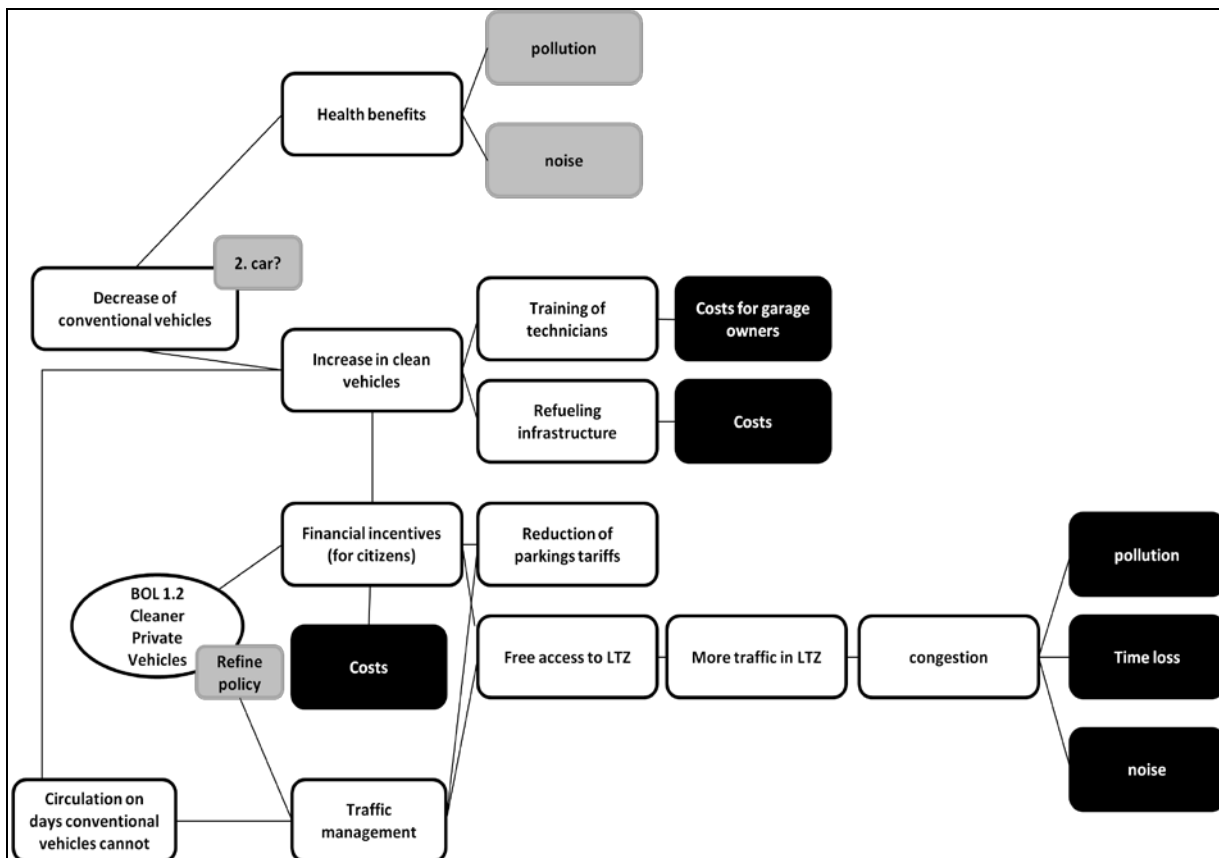 pollution
Health benefits
noise
2. car?
Decrease of
conventional vehicles
Training of
technicians
Costs for garage
owners
Increase in clean
vehicles
Refueling
infrastructure
Costs
Financial incentives
(for citizens)
Reduction of
parkings tariffs
pollution
BOL 1.2
Cleaner
Private
Vehicles
Refine
policy
Costs
Free access to LTZ
More traffic in LTZ
congestion
Time loss
noise
Circulation on
days conventional
vehicles cannot
Traffic
management